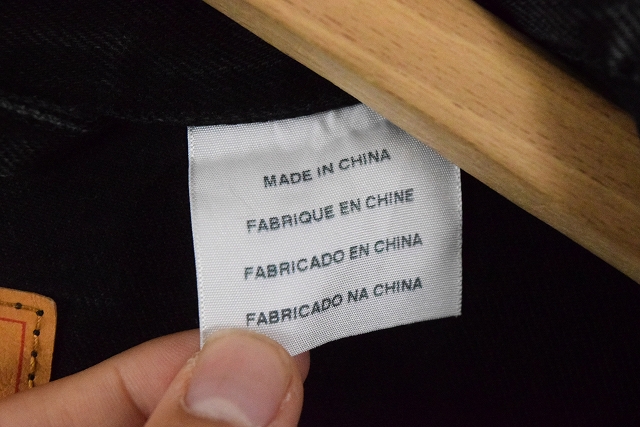 MADE IN CHINA
FABRIQUE EN CHINE
FABRICADO EN CHINA
FABRICADO NA CHINA